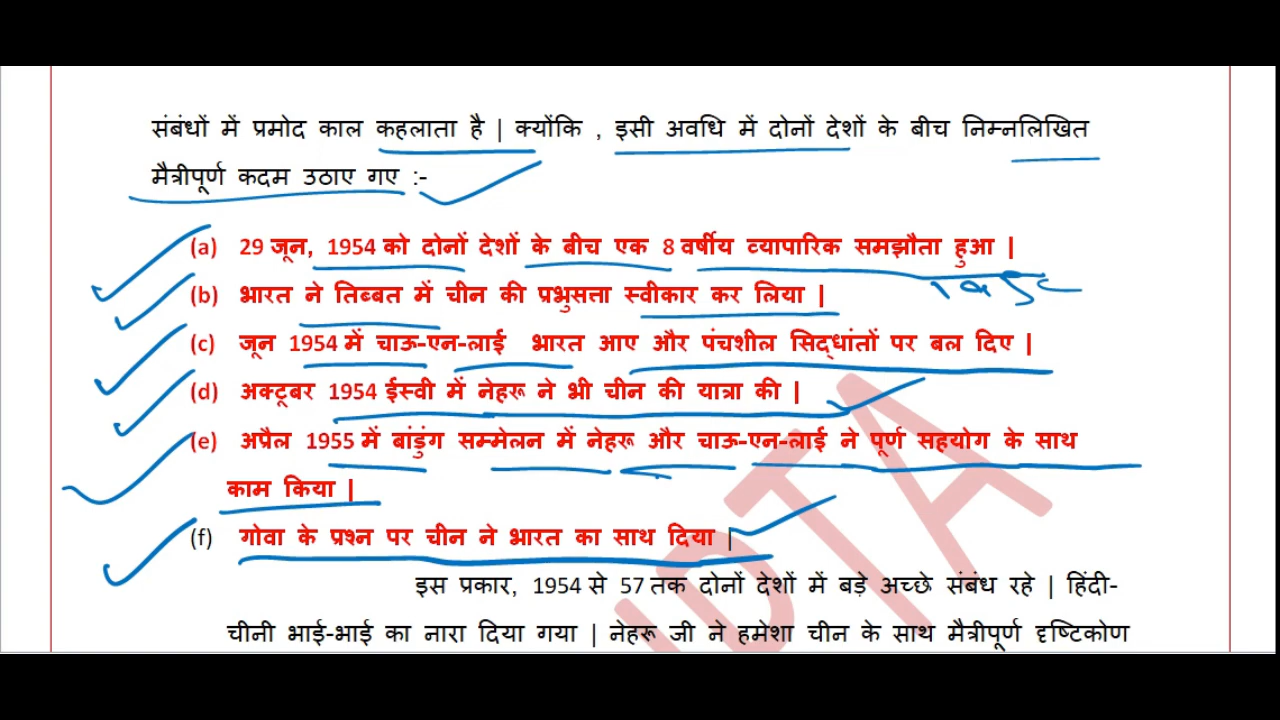 संबंधों में प्रमोद काल कहलाता है | क्योंकि , इसी अवधि में दोनों देशों के बीच निम्नलिखित
मैत्रीपूर्ण कदम उठाए गए :-
(a) 29 जून, 1954 को दोनों देशों के बीच एक 8 वर्षीय व्यापारिक समझौता हुआ |
(b) भारत ने तिब्बत में चीन की प्रभुसत्ता स्वीकार कर लिया |
(c) जून 1954 में चाऊ-एन-लाई भारत आए और पंचशील सिद्धांतों पर बल दिए |
(d) अक्टूबर 1954 ईस्वी में नेहरू ने भी चीन की यात्रा की |
(e) अप्रैल 1955 में बांडुंग सम्मेलन में नेहरू और चाऊ-एन-लाई ने पूर्ण सहयोग के साथ
काम किया |
(f) गोवा के प्रश्न पर चीन ने भारत का साथ दिया |
इस प्रकार, 1954 से 57 तक दोनों देशों में बड़े अच्छे संबंध रहे | हिंदी-
चीनी भाई-भाई का नारा दिया गया | नेहरू जी ने हमेशा चीन के साथ मैत्रीपूर्ण दृष्टिकोण